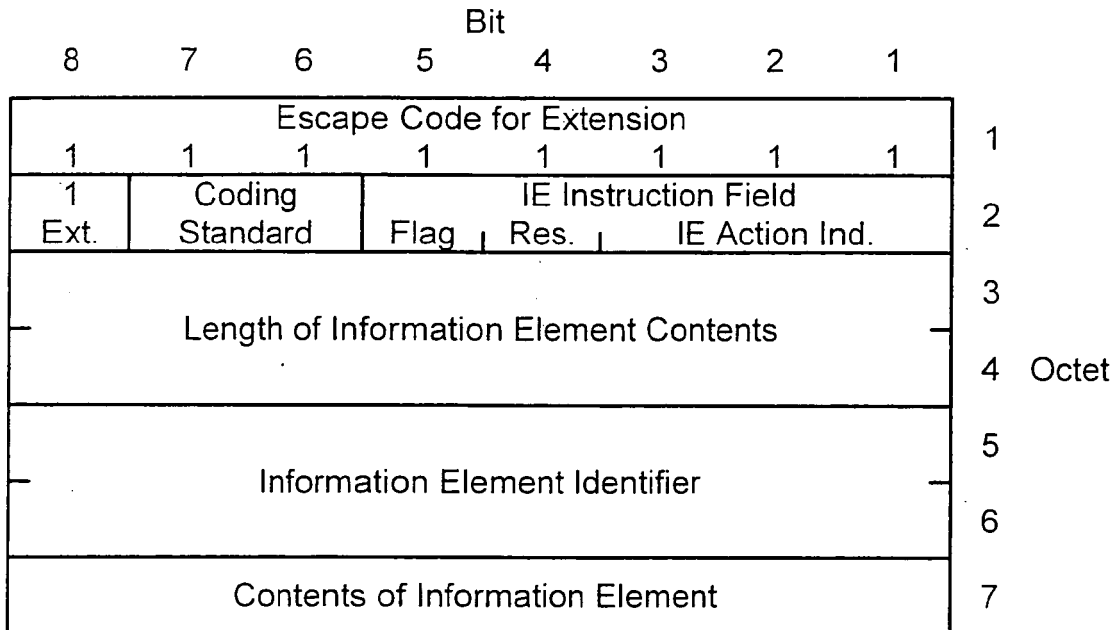 Bit
8 7 6 5 4 3 2 1
Escape Code for Extension
1 1 1 1 1 1 1 1 1
1 Coding IE Instruction Field
Ext. Standard Flag Res. IE Action Ind. 2
3
Length of Information Element Contents
4 Octet
5
Information Element Identifier
6
Contents of Information Element 7